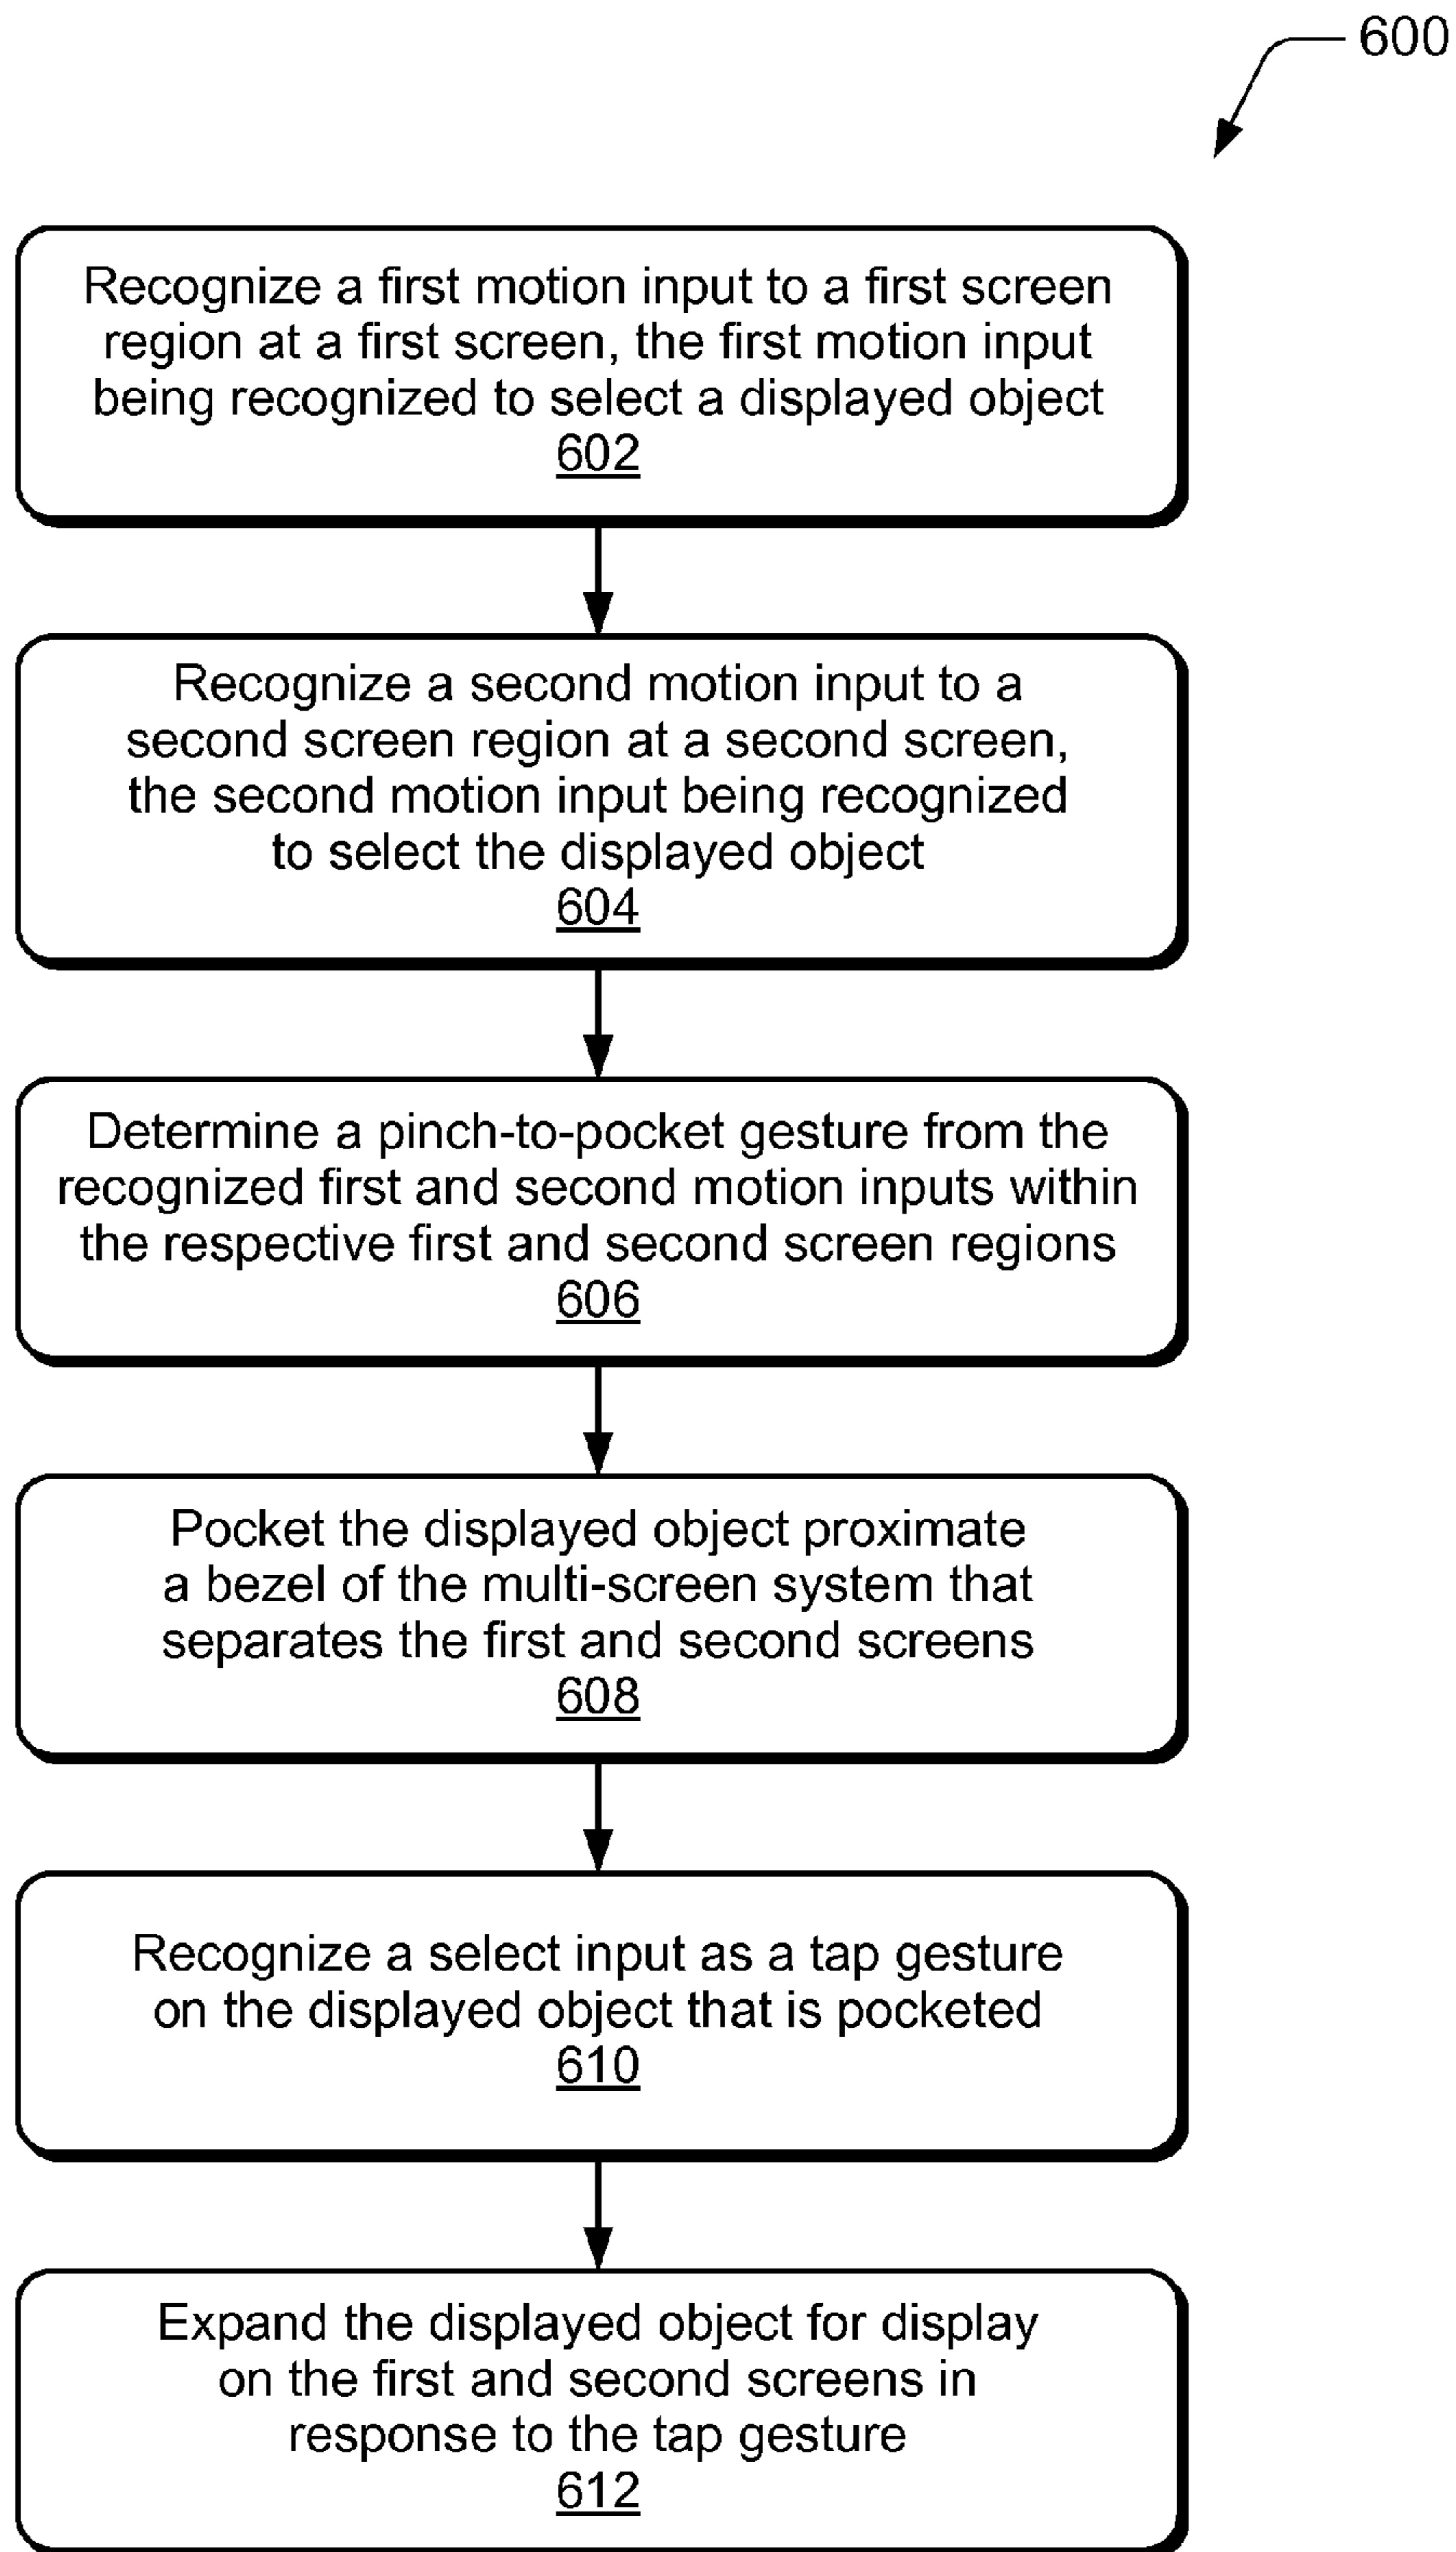 600
Recognize a first motion input to a first screen
region at a first screen, the first motion input
being recognized to select a displayed object
602
Recognize a second motion input to a
second screen region at a second screen,
the second motion input being recognized
to select the displayed object
604
Determine a pinch-to-pocket gesture from the
recognized first and second motion inputs within
the respective first and second screen regions
606
Pocket the displayed object proximate
a bezel of the multi-screen system that
separates the first and second screens
608
Recognize a select input as a tap gesture
on the displayed object that is pocketed
610
Expand the displayed object for display
on the first and second screens in
response to the tap gesture
612